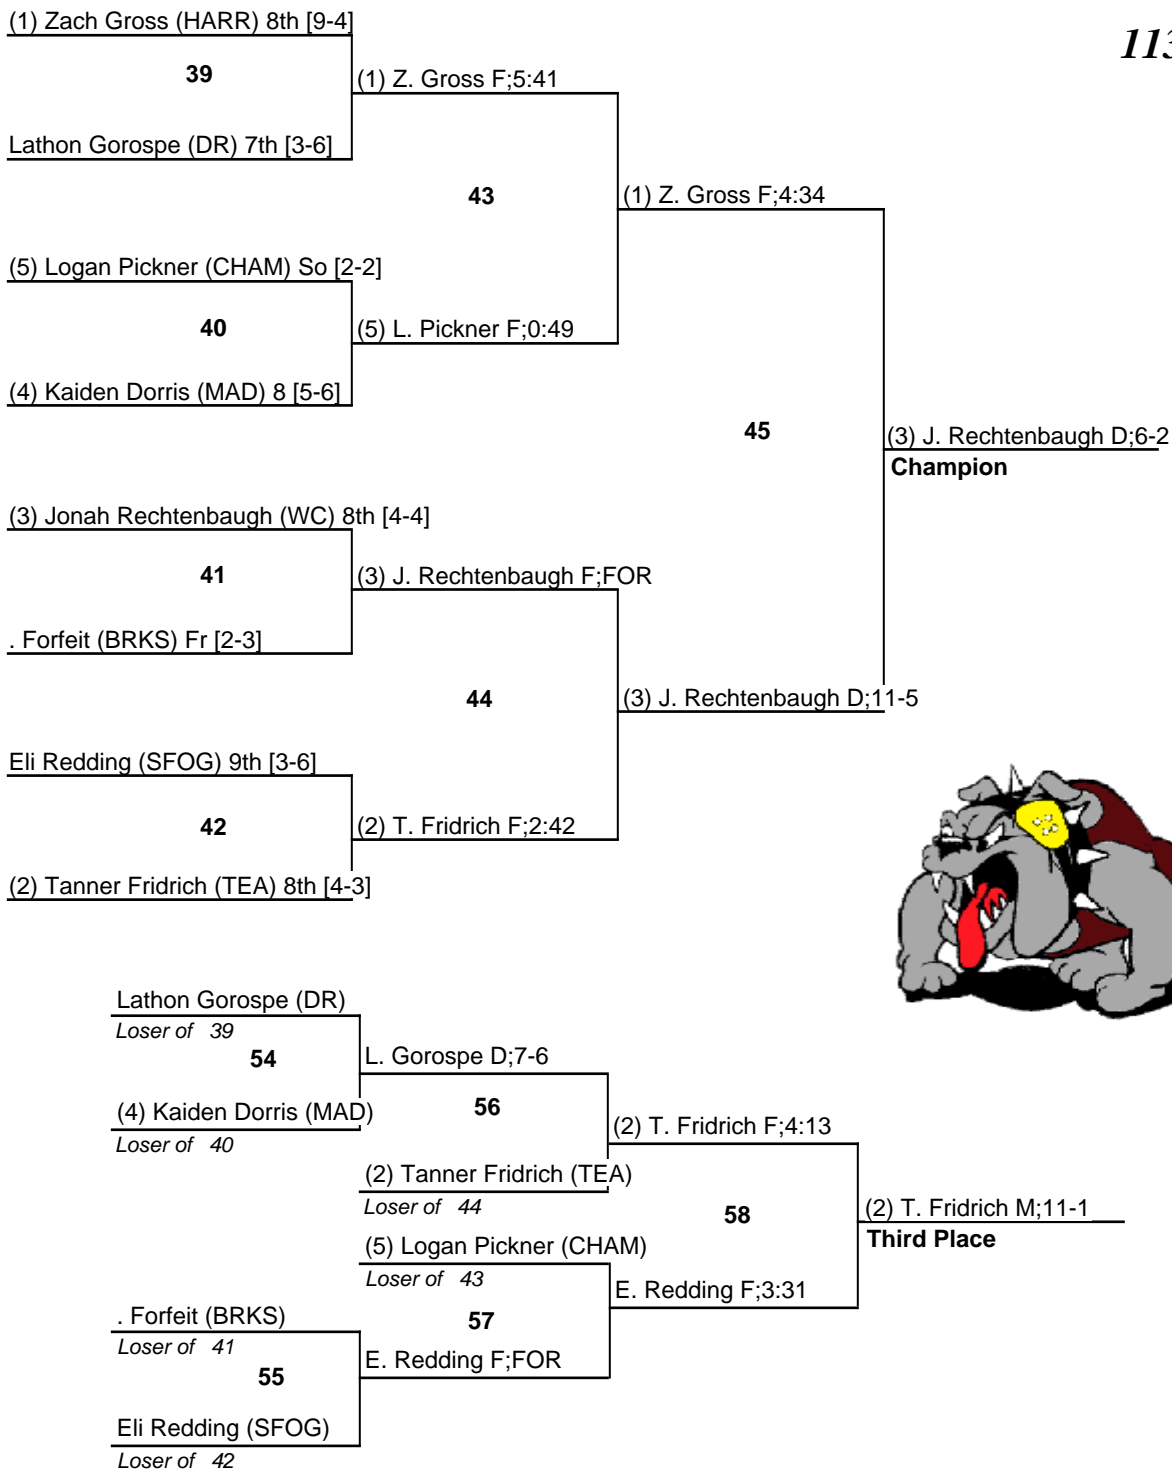 (1) Zach Gross (HARR) 8th [9-4]
113
39
(1) Z. Gross F;5:41
Lathon Gorospe (DR) 7th [3-6]
43
(1) Z. Gross F;4:34
(5) Logan Pickner (CHAM) So [2-2]
40
(5) L. Pickner F;0:49
(4) Kaiden Dorris (MAD) 8 [5-6]
45
(3) J. Rechtenbaugh D;6-2
Champion
(3) Jonah Rechtenbaugh (WC) 8th [4-4]
41
(3) J. Rechtenbaugh F;FOR
. Forfeit (BRKS) Fr [2-3]
44
(3) J. Rechtenbaugh D;11-5
Eli Redding (SFOG) 9th [3-6]
42
(2) T. Fridrich F;2:42
(2) Tanner Fridrich (TEA) 8th [4-3]
Lathon Gorospe (DR)
Loser of 39
54
L. Gorospe D;7-6
(4) Kaiden Dorris (MAD)
56
(2) T. Fridrich F;4:13
Loser of 40
(2) Tanner Fridrich (TEA)
Loser of 44
58
(2) T. Fridrich M;11-1
Third Place
(5) Logan Pickner (CHAM)
Loser of 43
E. Redding F;3:31
. Forfeit (BRKS)
57
Loser of 41
E. Redding F;FOR
55
Eli Redding (SFOG)
Loser of 42